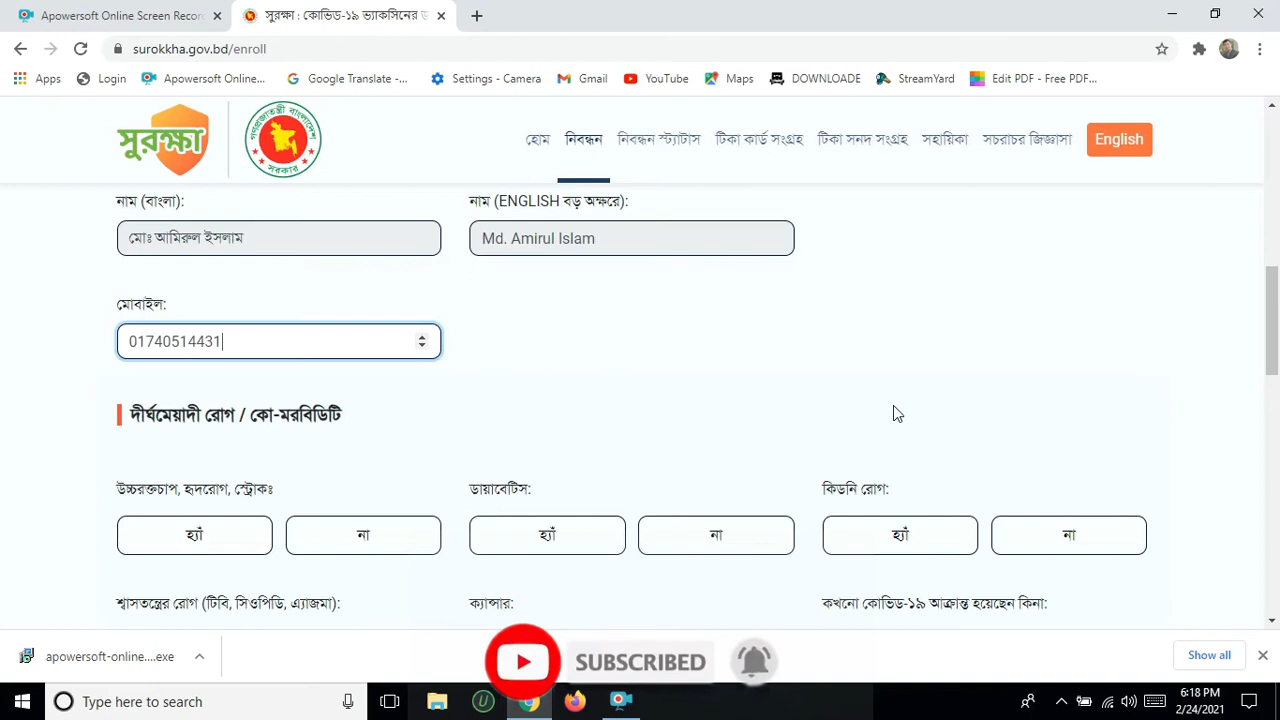 Apowersoft Online Screen Recor
সুরক্ষা : কোভিড-১৯ ভ্যাকসিনের জ
surokkha.gov.bd/enroll
Apps Login Apowersoft Online... Google Translate -... Settings - Camera Gmail YouTube Maps DOWNLOADE StreamYard Edit PDF - Free PDF...
সুরক্ষা
গণপ্রজাতন্ত্রী বাংলাদেশ সরকার
হোম নিবন্ধন নিবন্ধন স্ট্যাটাস টিকা কার্ড সংগ্রহ টিকা সনদ সংগ্রহ সহায়িকা সচরাচর জিজ্ঞাসা English
নাম (বাংলা): নাম (ENGLISH বড় অক্ষরে):
মোঃ আমিরুল ইসলাম Md. Amirul Islam
মোবাইল:
01740514431
দীর্ঘমেয়াদী রোগ / কো-মরবিডিটি
উচ্চরক্তচাপ, হৃদরোগ, স্ট্রোকঃ ডায়াবেটিস: কিডনি রোগ:
হ্যাঁ না হ্যাঁ না হ্যাঁ না
শ্বাসতন্ত্রের রোগ (টিবি, সিওপিডি, এ্যাজমা): ক্যান্সার: কখনো কোভিড-১৯ আক্রান্ত হয়েছেন কিনা:
apowersoft-online....exe SUBSCRIBED Show all
Type here to search
6:18 PM
2/24/2021